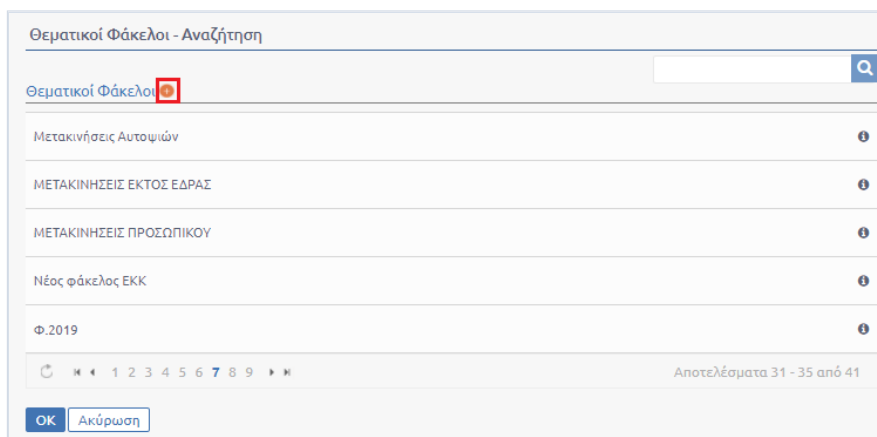 Θεματικοί Φάκελοι - Αναζήτηση
Θεματικοί Φάκελοι
Μετακινήσεις Αυτοψιών
ΜΕΤΑΚΙΝΗΣΕΙΣ ΕΚΤΟΣ ΕΔΡΑΣ
ΜΕΤΑΚΙΝΗΣΕΙΣ ΠΡΟΣΩΠΙΚΟΥ
Νέος φάκελος ΕΚΚ
Φ.2019
1 2 3 4 5 6 7 8 9 Αποτελέσματα 31 - 35 από 41
OK Ακύρωση